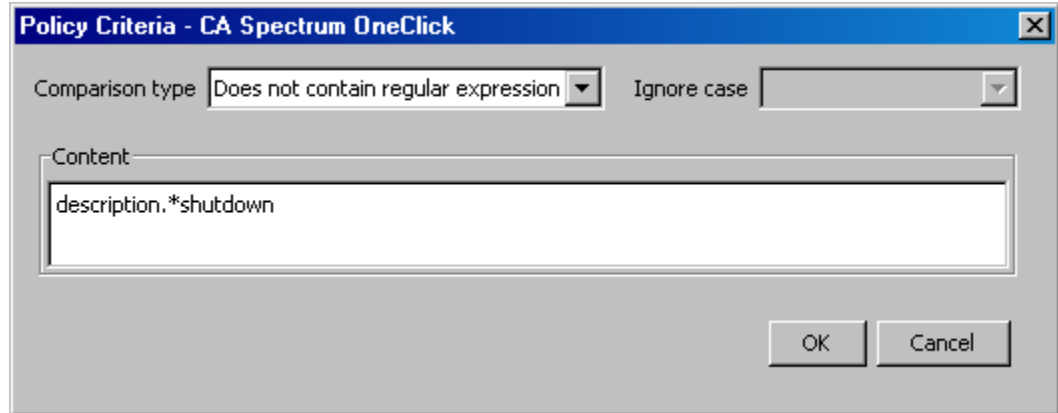 Policy Criteria - CA Spectrum OneClick
Comparison type Does not contain regular expression Ignore case
Content
description.*shutdown
OK Cancel